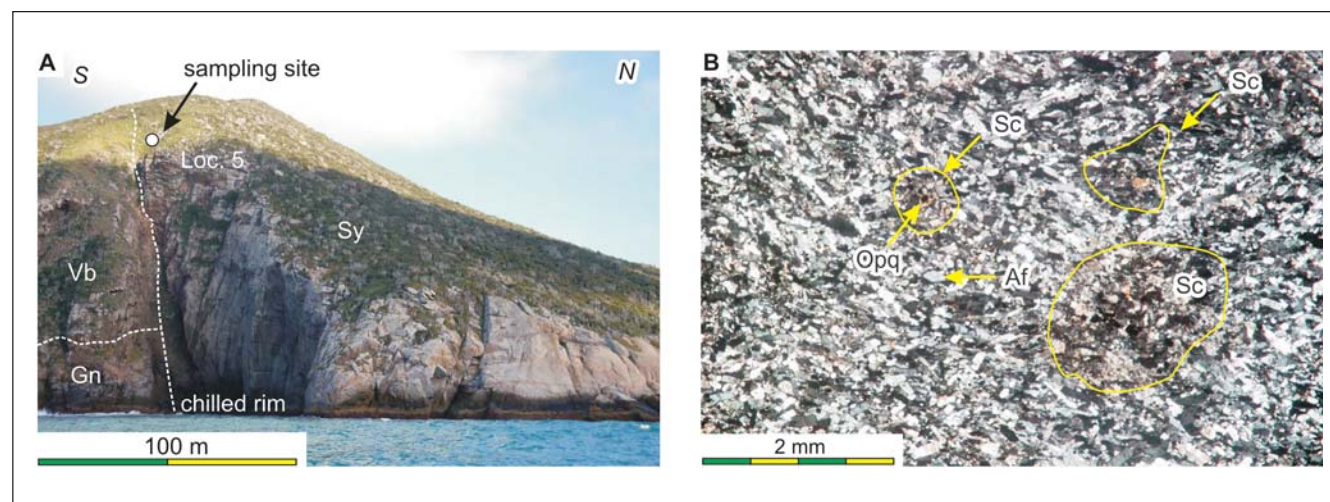 A
S
sampling site
N
Loc. 5
Sy
Vb
Gn
chilled rim
100 m
B
Sc
Sc
Opq
Af
Sc
2 mm